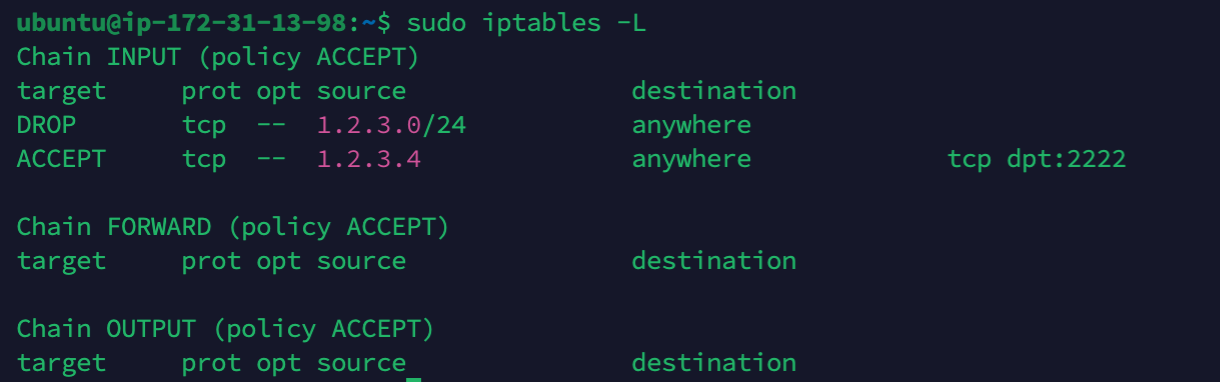 ubuntu@ip-172-31-13-98:~$ sudo iptables -L
Chain INPUT (policy ACCEPT)
target     prot opt source               destination
DROP       tcp  --  1.2.3.0/24           anywhere
ACCEPT     tcp  --  1.2.3.4              anywhere             tcp dpt:2222

Chain FORWARD (policy ACCEPT)
target     prot opt source               destination

Chain OUTPUT (policy ACCEPT)
target     prot opt source               destination